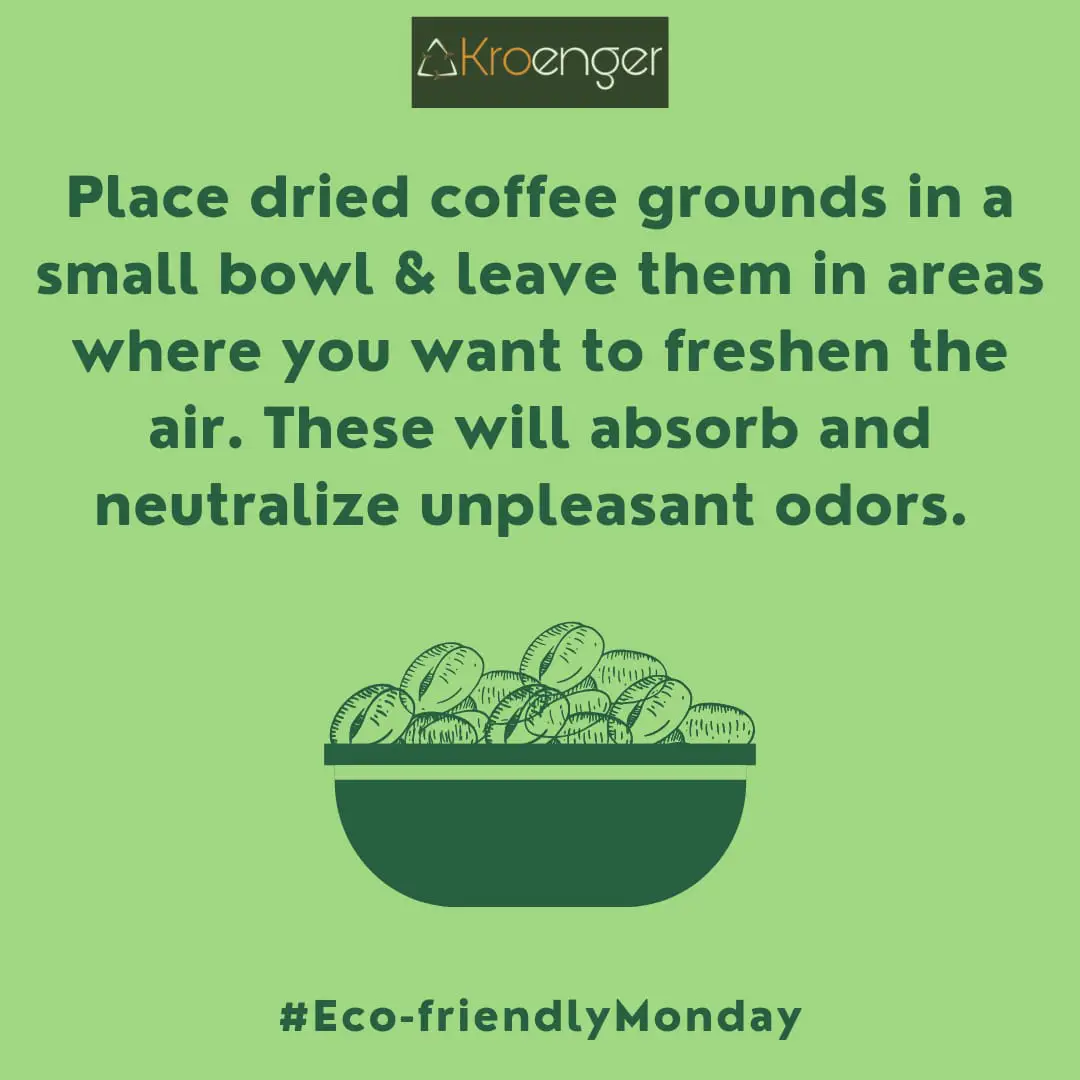 Kroenger
Place dried coffee grounds in a
small bowl & leave them in areas
where you want to freshen the
air. These will absorb and
neutralize unpleasant odors.
#Eco-friendlyMonday